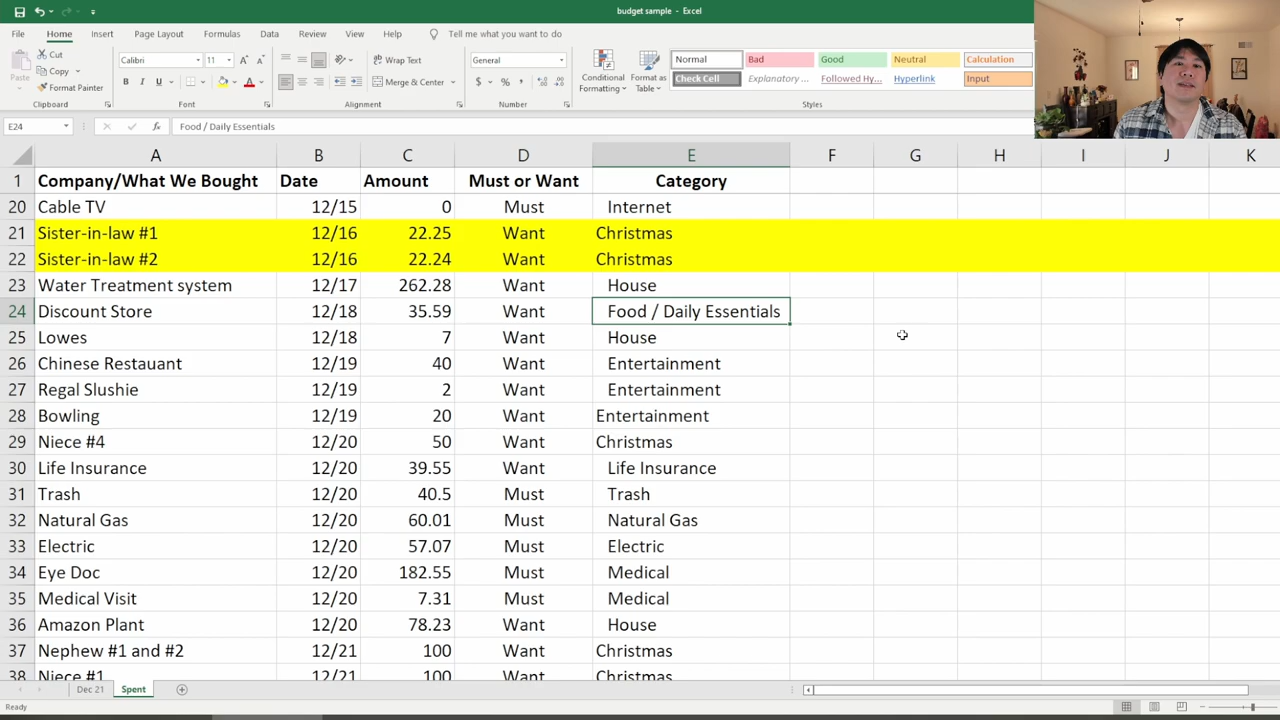 budget sample - Excel
File Home Insert Page Layout Formulas Data Review View Help Tell me what you want to do
Paste Cut Copy Format Painter Clipboard
Calibri 11 A A B I U A Font
Wrap Text Merge & Center Alignment
General $ % , Number
Conditional Formatting Format as Table
Normal Bad Good Neutral Calculation
Check Cell Explanatory ... Followed Hy... Hyperlink Input
Styles
E24 fx Food / Daily Essentials
A B C D E F G H I J K
1 Company/What We Bought Date Amount Must or Want Category
20 Cable TV 12/15 0 Must Internet
21 Sister-in-law #1 12/16 22.25 Want Christmas
22 Sister-in-law #2 12/16 22.24 Want Christmas
23 Water Treatment system 12/17 262.28 Want House
24 Discount Store 12/18 35.59 Want Food / Daily Essentials
25 Lowes 12/18 7 Want House
26 Chinese Restauant 12/19 40 Want Entertainment
27 Regal Slushie 12/19 2 Want Entertainment
28 Bowling 12/19 20 Want Entertainment
29 Niece #4 12/20 50 Want Christmas
30 Life Insurance 12/20 39.55 Want Life Insurance
31 Trash 12/20 40.5 Must Trash
32 Natural Gas 12/20 60.01 Must Natural Gas
33 Electric 12/20 57.07 Must Electric
34 Eye Doc 12/20 182.55 Must Medical
35 Medical Visit 12/20 7.31 Must Medical
36 Amazon Plant 12/20 78.23 Want House
37 Nephew #1 and #2 12/21 100 Want Christmas
38 Niece #1 12/21 100 Want Christmas
Dec 21 Spent
Ready